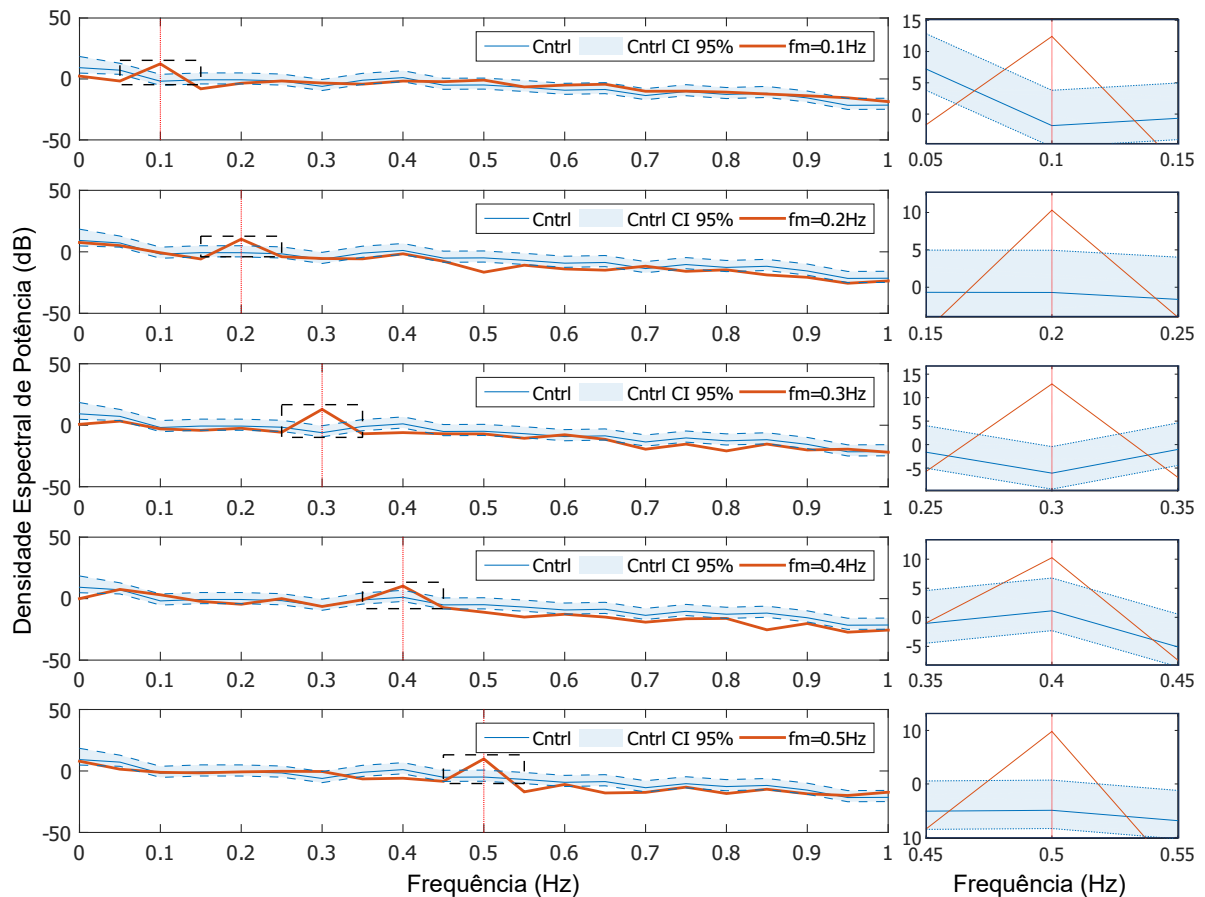 Densidade Espectral de Potência (dB)
50
0
-50
Cntrl Cntrl CI 95% fm=0.1Hz
0 0.1 0.2 0.3 0.4 0.5 0.6 0.7 0.8 0.9 1
15
10
5
0
0.05 0.1 0.15
50
0
-50
Cntrl Cntrl CI 95% fm=0.2Hz
0 0.1 0.2 0.3 0.4 0.5 0.6 0.7 0.8 0.9 1
10
5
0
0.15 0.2 0.25
50
0
-50
Cntrl Cntrl CI 95% fm=0.3Hz
0 0.1 0.2 0.3 0.4 0.5 0.6 0.7 0.8 0.9 1
15
10
5
0
-5
0.25 0.3 0.35
50
0
-50
Cntrl Cntrl CI 95% fm=0.4Hz
0 0.1 0.2 0.3 0.4 0.5 0.6 0.7 0.8 0.9 1
10
5
0
-5
0.35 0.4 0.45
50
0
-50
Cntrl Cntrl CI 95% fm=0.5Hz
0 0.1 0.2 0.3 0.4 0.5 0.6 0.7 0.8 0.9 1
10
0
10
0.45 0.5 0.55
Frequência (Hz)
Frequência (Hz)